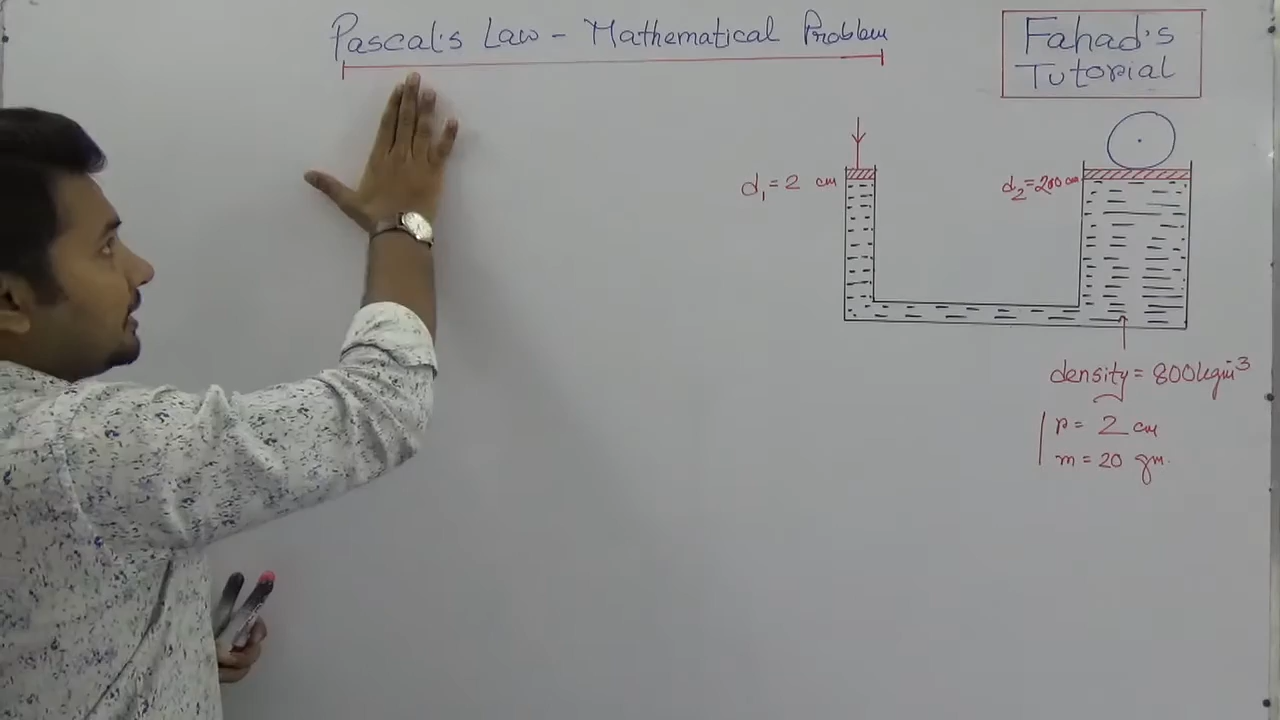 Pascal's Law - Mathematical Problem
Fahad's
Tutorial
d₁ = 2 cm
d₂ = 200 cm
density = 800 kgm⁻³
r = 2 cm
m = 20 gm.